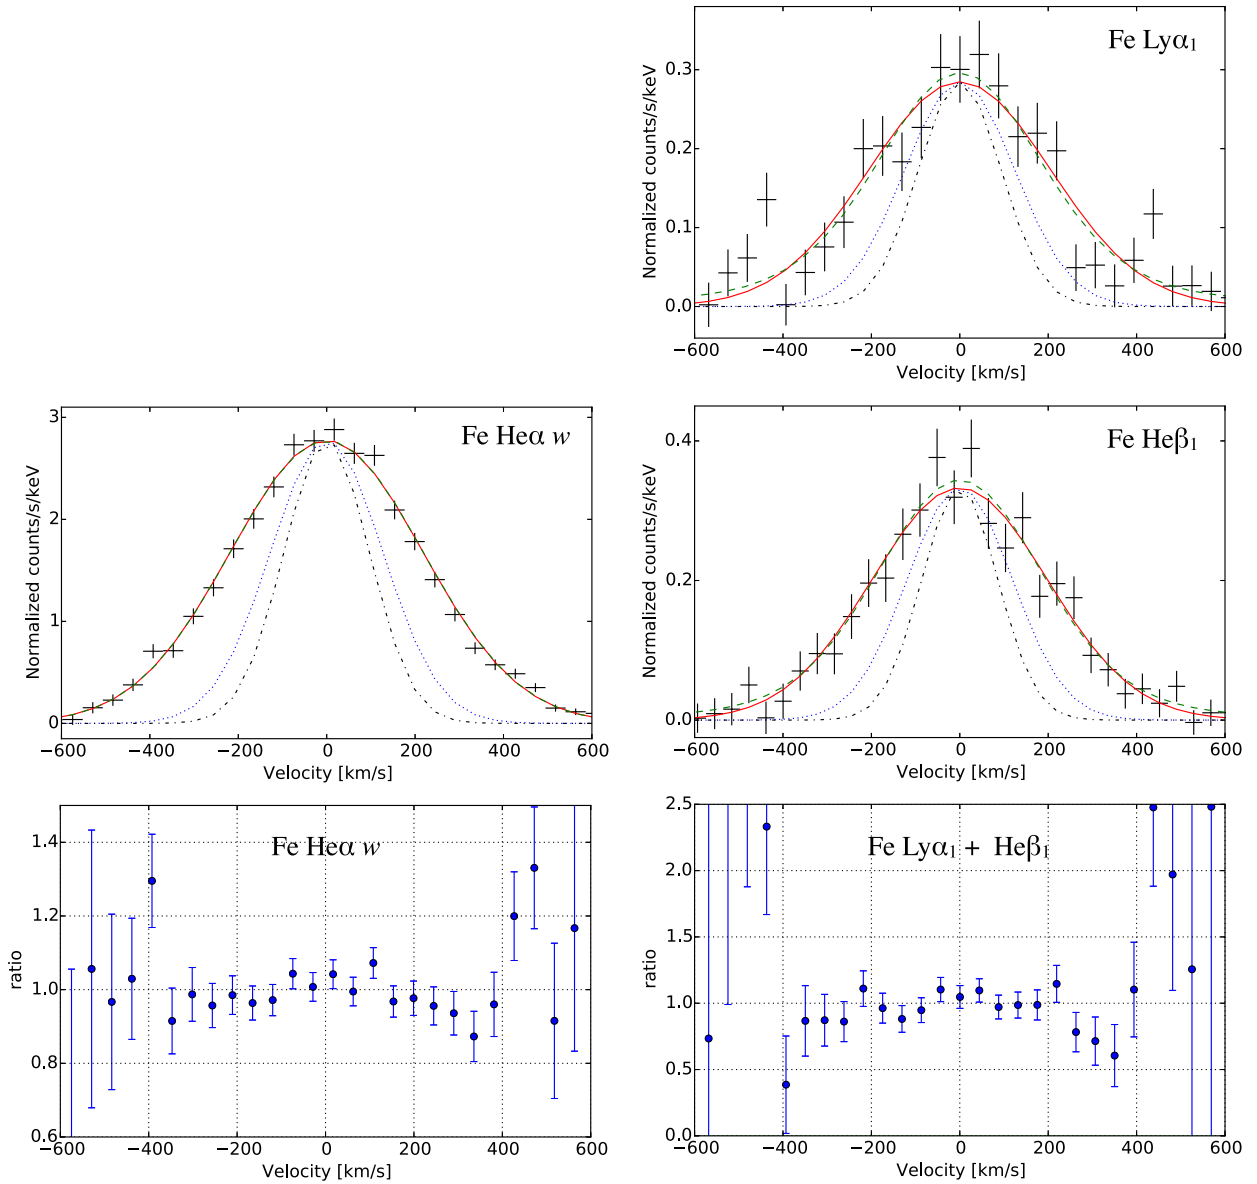 Fe Lyα₁
Normalized counts/s/keV
0.3
0.2
0.1
0.0
−600 −400 −200 0 200 400 600
Velocity [km/s]
Fe Heα w
Normalized counts/s/keV
3
2
1
0
−600 −400 −200 0 200 400 600
Velocity [km/s]
Fe Heβ₁
Normalized counts/s/keV
0.4
0.2
0.0
−600 −400 −200 0 200 400 600
Velocity [km/s]
Fe Heα w
ratio
1.4
1.2
1.0
0.8
0.6
−600 −400 −200 0 200 400 600
Velocity [km/s]
Fe Lyα₁ + Heβ₁
ratio
2.5
2.0
1.5
1.0
0.5
0.0
−600 −400 −200 0 200 400 600
Velocity [km/s]